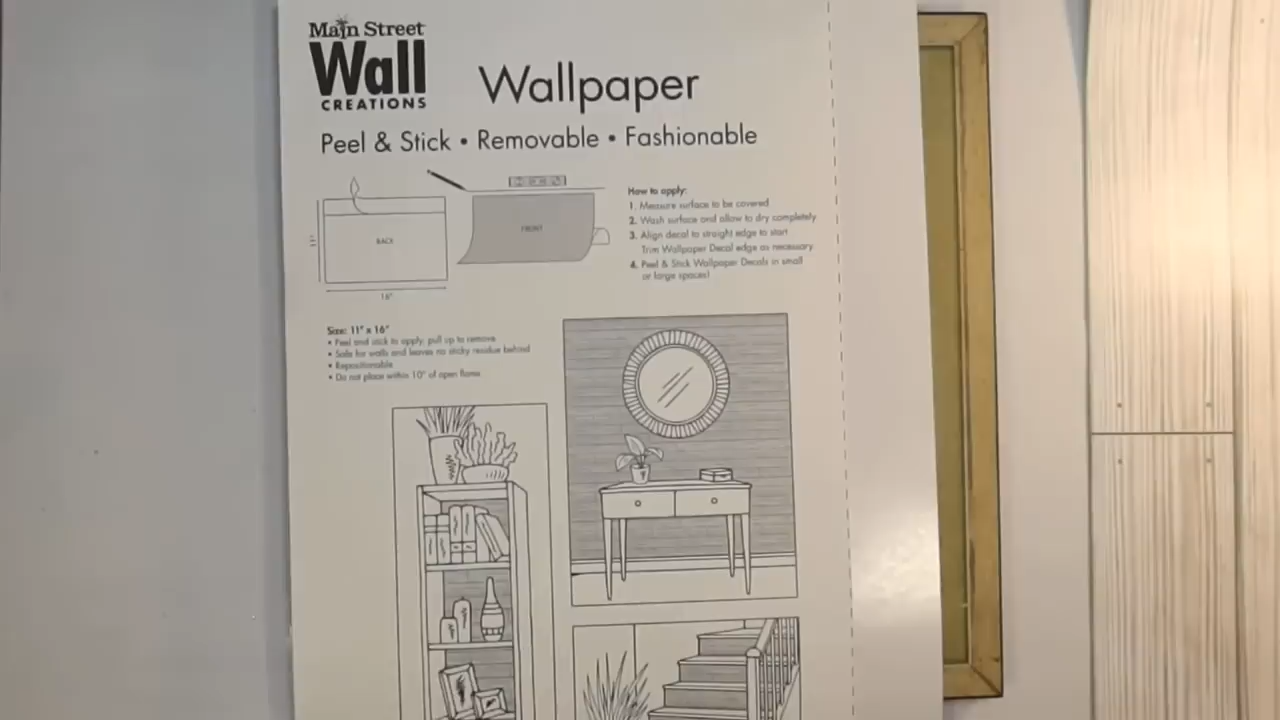 Main Street
Wall
CREATIONS
Wallpaper
Peel & Stick • Removable • Fashionable
How to apply:
1. Measure surface to be covered
2. Wash surface and allow to dry completely
3. Align decal to straight edge to start
Trim Wallpaper Decal edge as necessary
4. Peel & Stick Wallpaper Decals in small
or large spaces!
BACK
FRONT
11"
16"
Size: 11" x 16"
• Peel and stick to apply, pull up to remove
• Safe for walls and leaves no sticky residue behind
• Repositionable
• Do not place within 10" of open flame